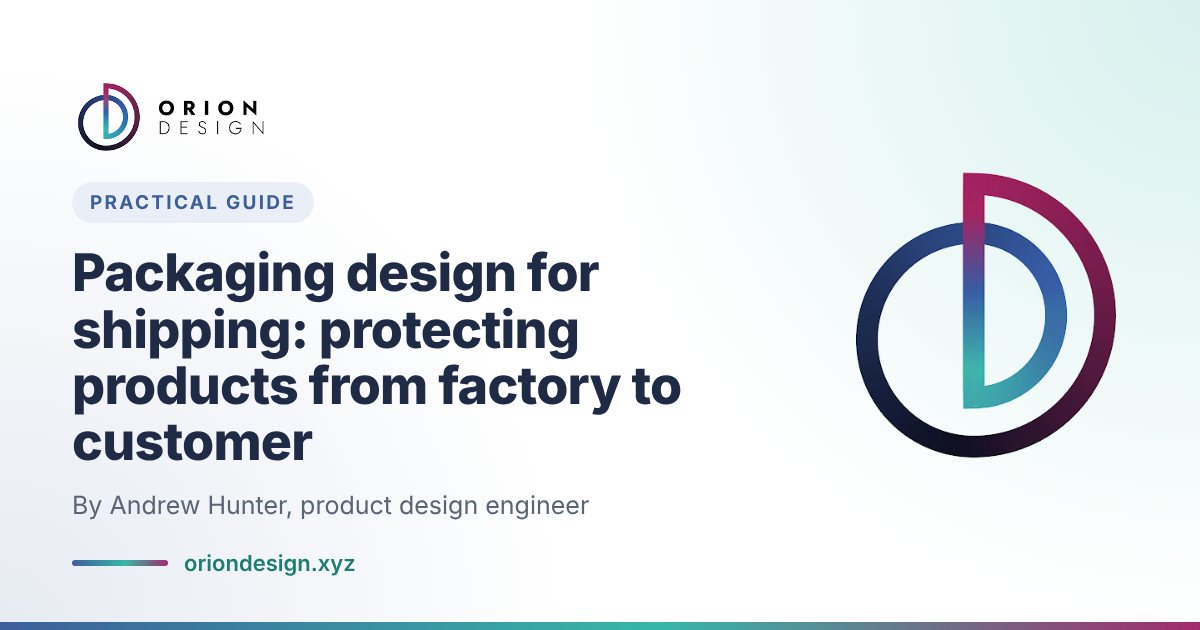 ORION
DESIGN
PRACTICAL GUIDE
Packaging design for
shipping: protecting
products from factory to
customer
By Andrew Hunter, product design engineer
oriondesign.xyz